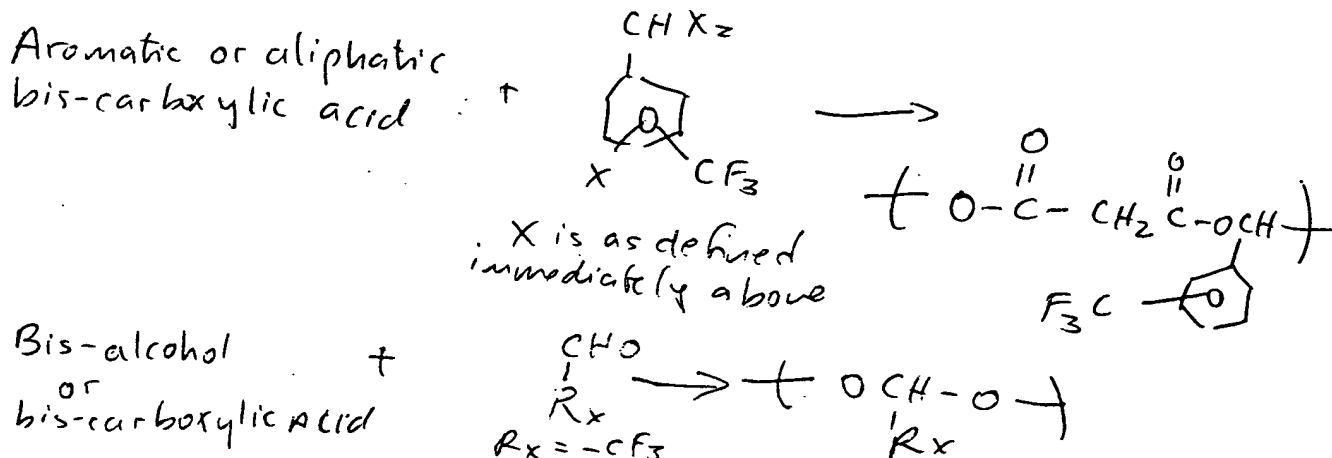 Aromatic or aliphatic
bis-carboxylic acid
+
CHX2
X
CF3
X is as defined
immediately above
O
O
+ O-C-CH2C-OCH +
F3C
Bis-alcohol
or
bis-carboxylic Acid
+
CHO
Rx
Rx = -CF3
+ OCH-O +
Rx